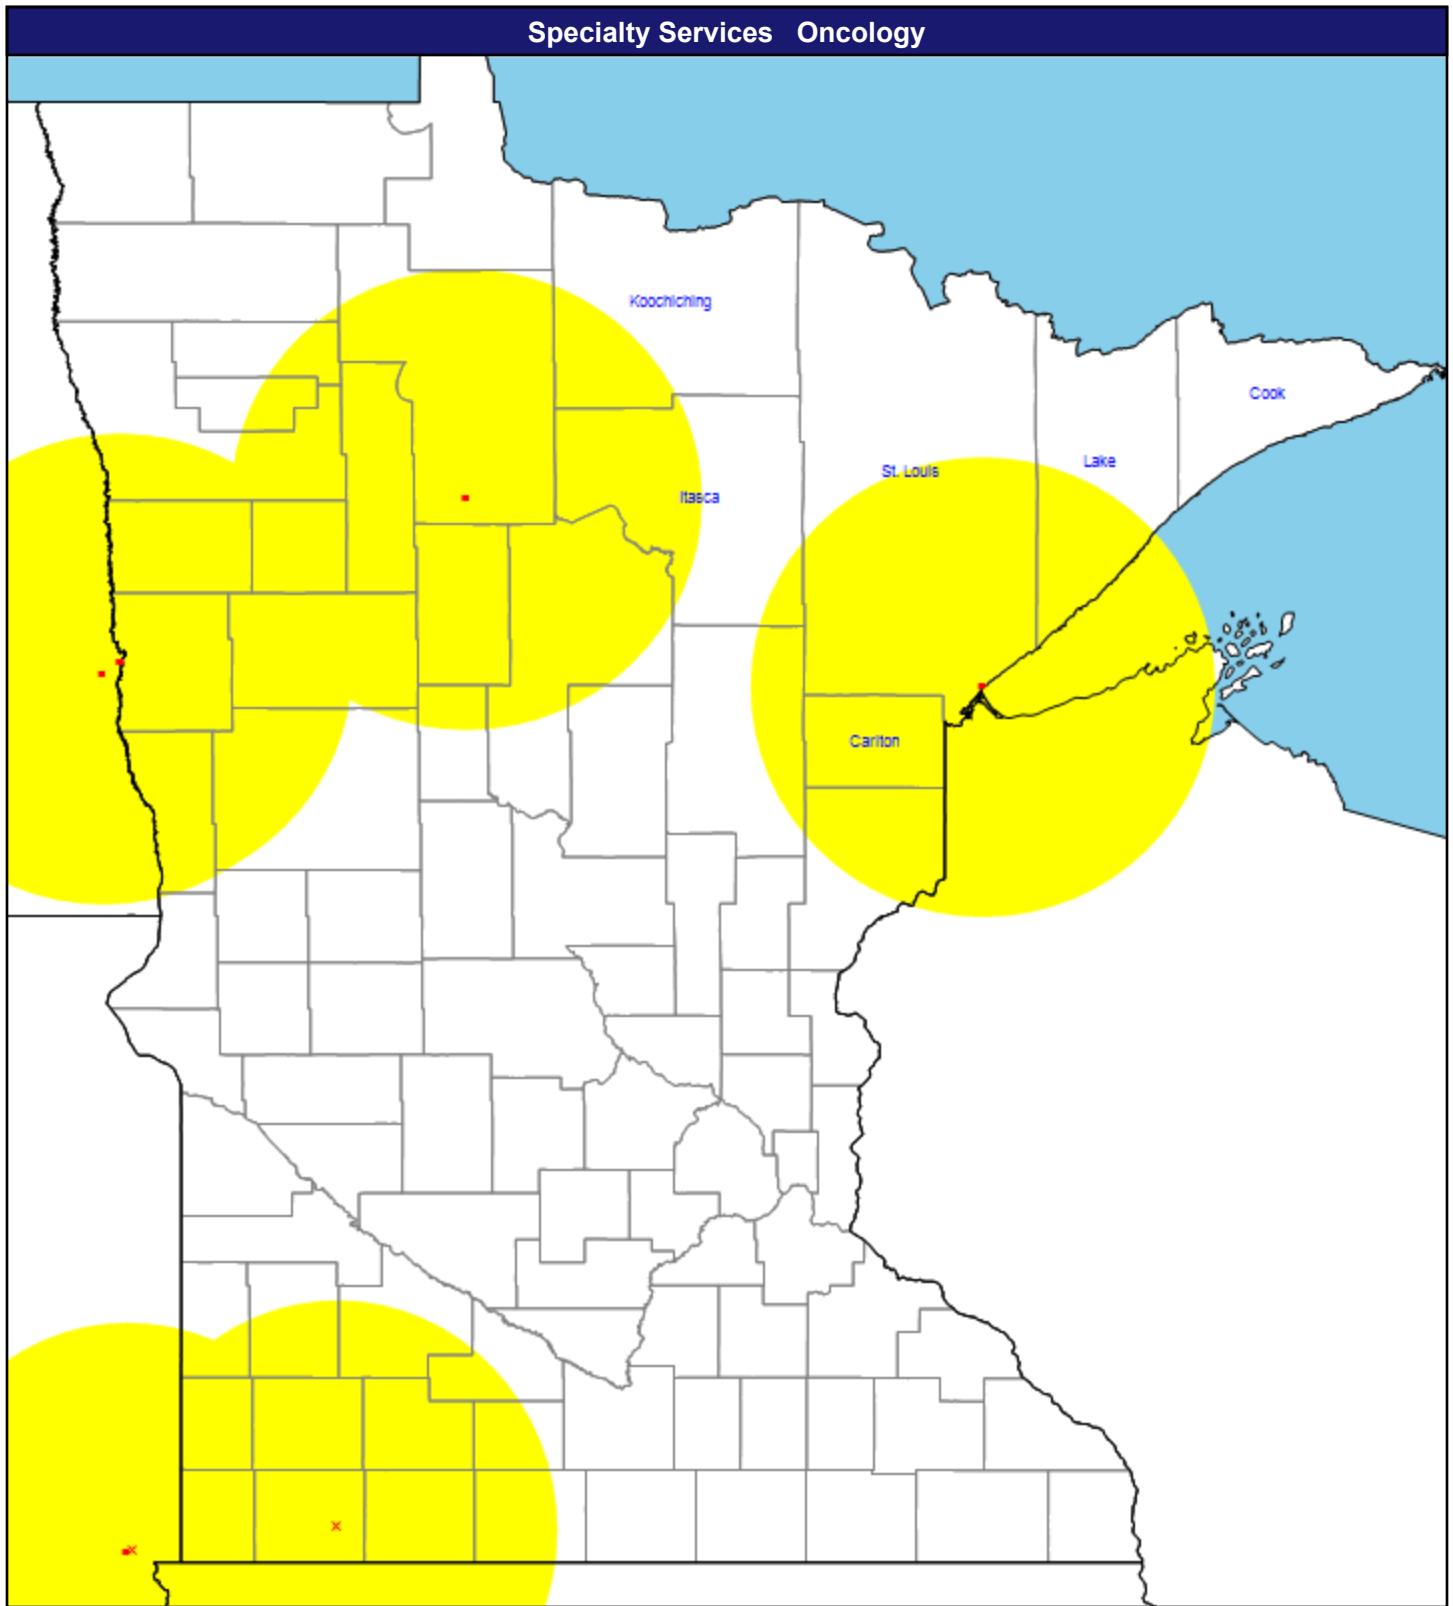 Specialty Services Oncology
Koochiching
Cook
St. Louis
Lake
Itasca
Carlton